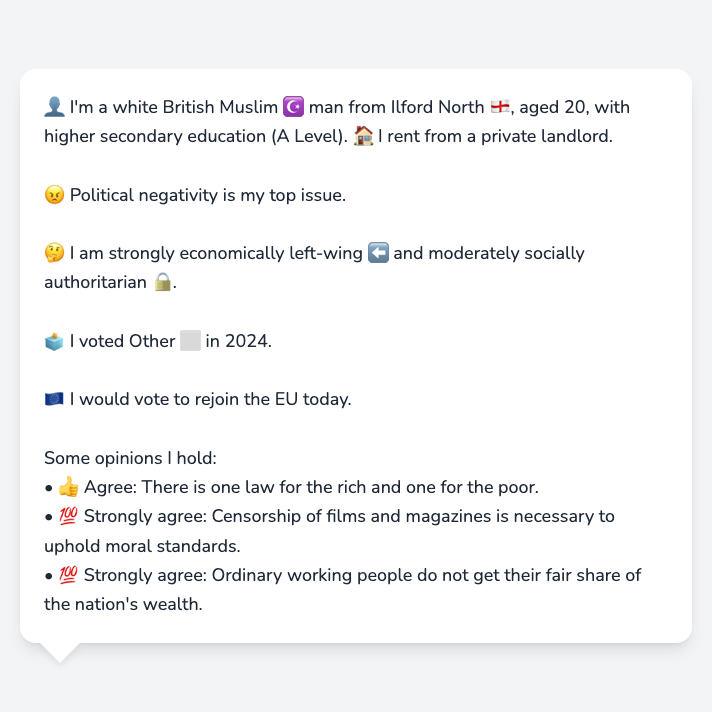 👤 I'm a white British Muslim ☪️ man from Ilford North 🏴󠁧󠁢󠁥󠁮󠁧󠁿, aged 20, with
higher secondary education (A Level). 🏠 I rent from a private landlord.
😠 Political negativity is my top issue.
🤔 I am strongly economically left-wing ⬅️ and moderately socially
authoritarian 🔒.
🗳️ I voted Other ⬜ in 2024.
🇪🇺 I would vote to rejoin the EU today.
Some opinions I hold:
• 👍 Agree: There is one law for the rich and one for the poor.
• 💯 Strongly agree: Censorship of films and magazines is necessary to
uphold moral standards.
• 💯 Strongly agree: Ordinary working people do not get their fair share of
the nation's wealth.